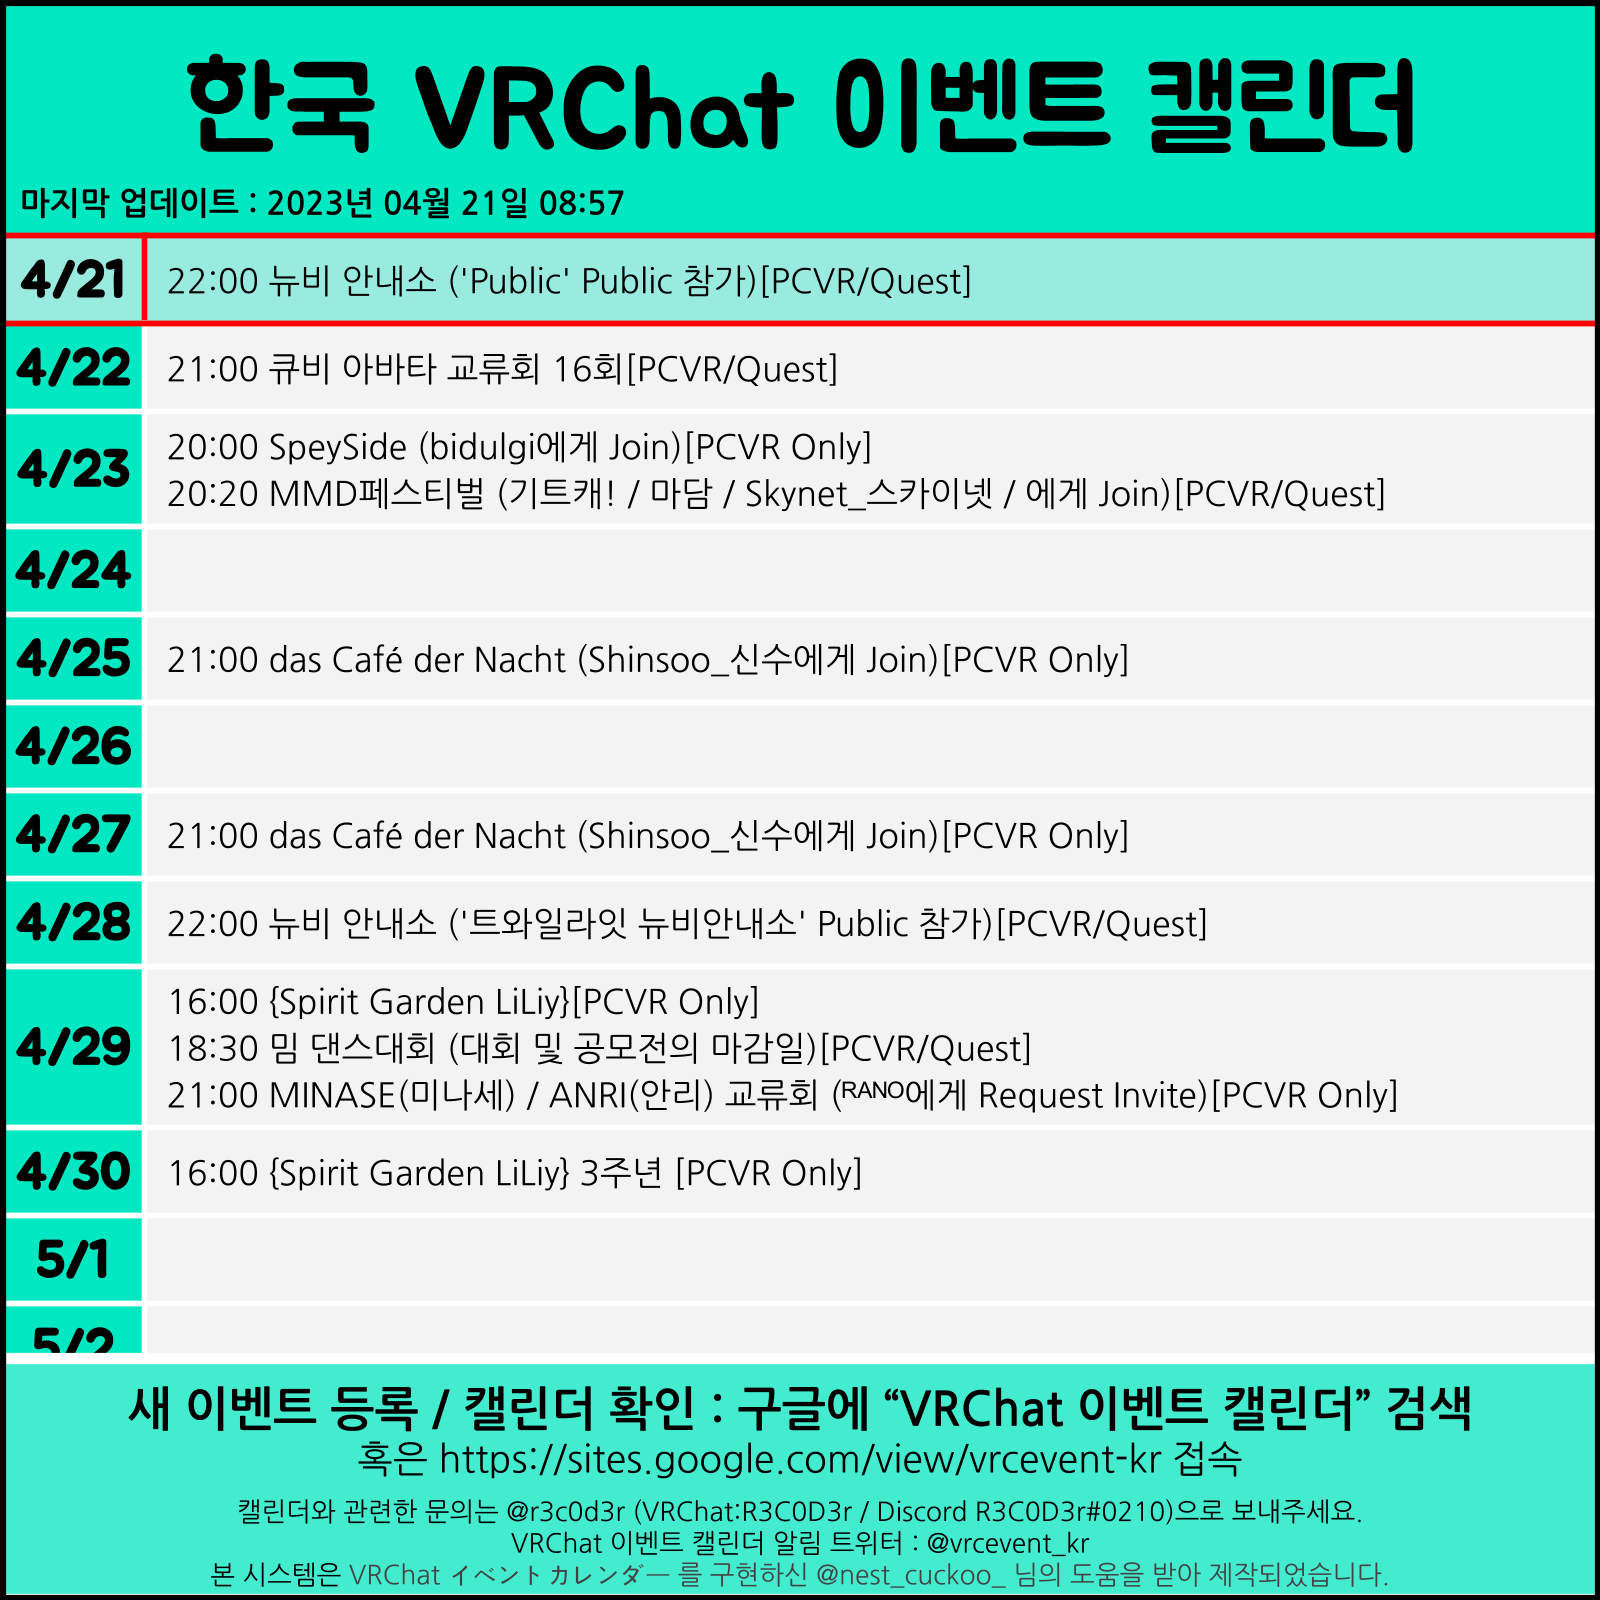 한국 VRChat 이벤트 캘린더
마지막 업데이트 : 2023년 04월 21일 08:57
4/21 22:00 뉴비 안내소 ('Public' Public 참가)[PCVR/Quest]
4/22 21:00 큐비 아바타 교류회 16회[PCVR/Quest]
4/23
20:00 SpeySide (bidulgi에게 Join)[PCVR Only]
20:20 MMD페스티벌 (기트캐! / 마담 / Skynet_스카이넷 / 에게 Join)[PCVR/Quest]
4/24
4/25 21:00 das Café der Nacht (Shinsoo_신수에게 Join)[PCVR Only]
4/26
4/27 21:00 das Café der Nacht (Shinsoo_신수에게 Join)[PCVR Only]
4/28 22:00 뉴비 안내소 ('트와일라잇 뉴비안내소' Public 참가)[PCVR/Quest]
4/29
16:00 {Spirit Garden LiLiy}[PCVR Only]
18:30 밈 댄스대회 (대회 및 공모전의 마감일)[PCVR/Quest]
21:00 MINASE(미나세) / ANRI(안리) 교류회 (ᴿᴬᴺᴼ에게 Request Invite)[PCVR Only]
4/30 16:00 {Spirit Garden LiLiy} 3주년 [PCVR Only]
5/1
5/2
새 이벤트 등록 / 캘린더 확인 : 구글에 “VRChat 이벤트 캘린더” 검색
혹은 https://sites.google.com/view/vrcevent-kr 접속
캘린더와 관련한 문의는 @r3c0d3r (VRChat:R3C0D3r / Discord R3C0D3r#0210)으로 보내주세요.
VRChat 이벤트 캘린더 알림 트위터 : @vrcevent_kr
본 시스템은 VRChat イベントカレンダー 를 구현하신 @nest_cuckoo_ 님의 도움을 받아 제작되었습니다.